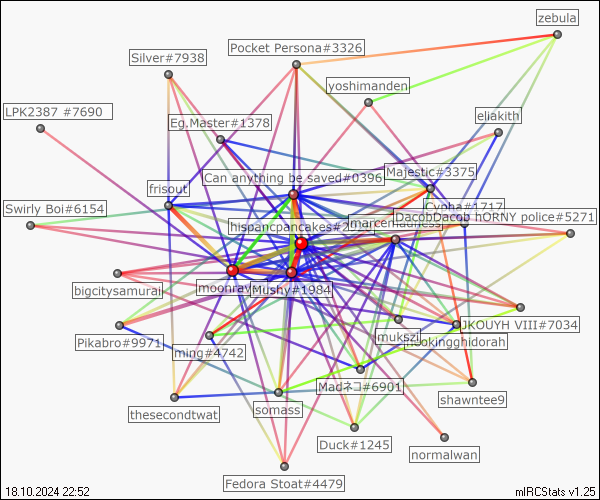 zebula
Pocket Persona#3326
Silver#7938
yoshimanden
LPK2387 #7690
eliakith
Eg.Master#1378
Majestic#3375
Can anything be saved#0396
frisout
Cypha#1717
Swirly Boi#6154
DacobDacob hORNY police#5271
hispancpancakes#2
marcenadness
bigcitysamurai
moonray
Mushy#1984
JKOUYH VIII#7034
Pikabro#9971
mukszi
hookingghidorah
ming#4742
Madネコ#6901
shawntee9
thesecondtwat
somass
Duck#1245
normalwan
Fedora Stoat#4479
18.10.2024 22:52
mIRCStats v1.25